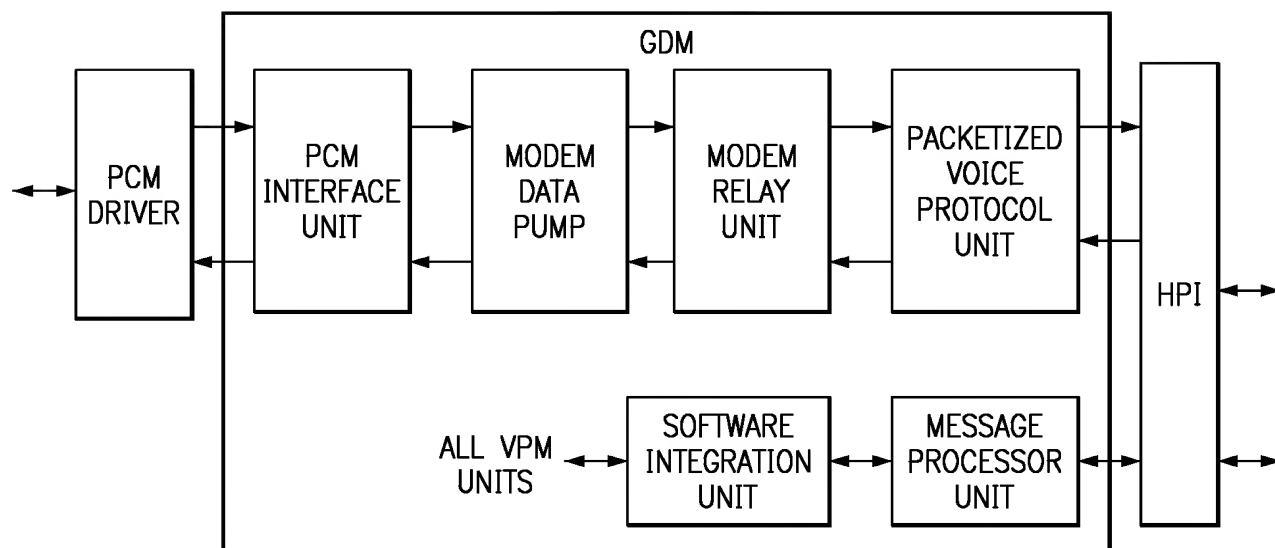 GDM
PCM
DRIVER
PCM
INTERFACE
UNIT
MODEM
DATA
PUMP
MODEM
RELAY
UNIT
PACKETIZED
VOICE
PROTOCOL
UNIT
HPI
ALL VPM
UNITS
SOFTWARE
INTEGRATION
UNIT
MESSAGE
PROCESSOR
UNIT